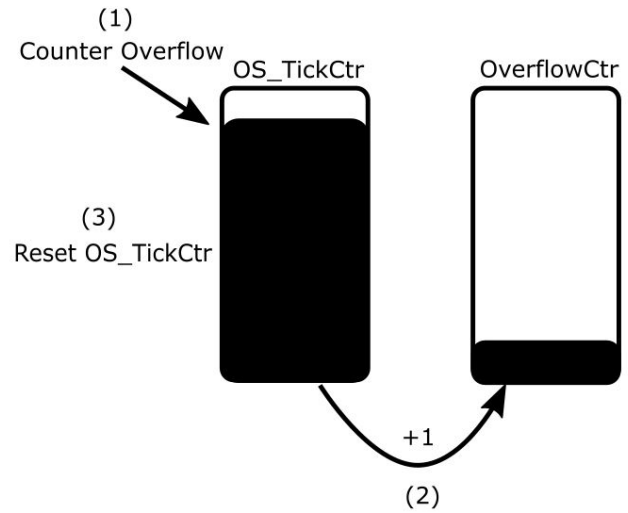 (1)
Counter Overflow
OS_TickCtr
OverflowCtr
(3)
Reset OS_TickCtr
+1
(2)